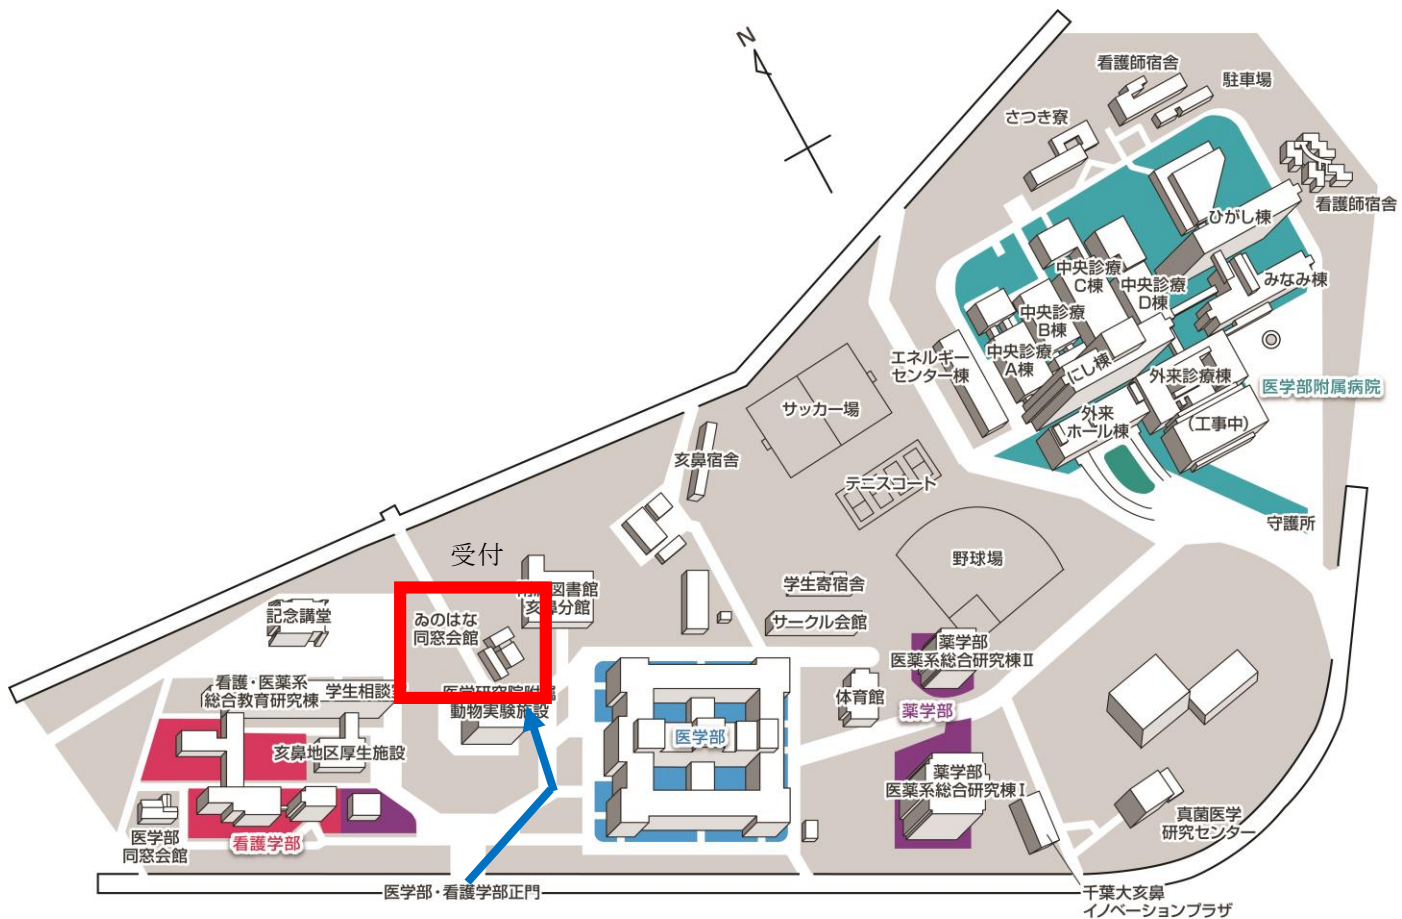 N
看護師宿舎
駐車場
さつき寮
看護師宿舎
ひがし棟
中央診療
C棟
中央診療
D棟
みなみ棟
中央診療
B棟
エネルギー
センター棟
中央診療
A棟
にし棟
外来診療棟
医学部附属病院
サッカー場
外来
ホール棟
(工事中)
亥鼻宿舎
テニスコート
守護所
受付
野球場
図書館
亥鼻分館
学生寄宿舎
記念講堂
ゐのはな
同窓会館
サークル会館
薬学部
医薬系総合研究棟Ⅱ
看護・医薬系
総合教育研究棟
学生相談室
医学研究院附属
動物実験施設
体育館
薬学部
医学部
亥鼻地区厚生施設
薬学部
医薬系総合研究棟Ⅰ
医学部
同窓会館
看護学部
真菌医学
研究センター
医学部・看護学部正門
千葉大亥鼻
イノベーションプラザ